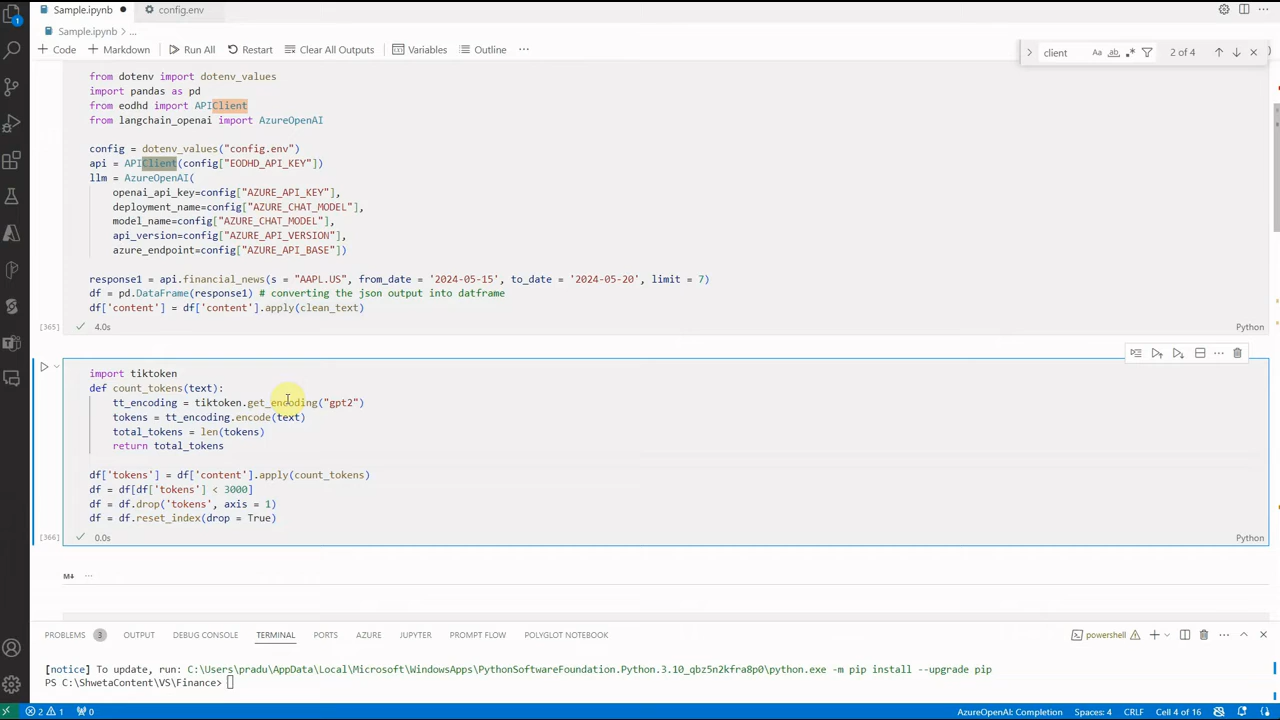 Sample.ipynb ● config.env
Sample.ipynb > ...
+ Code + Markdown Run All Restart Clear All Outputs Variables Outline ...
client Aa ab .* 2 of 4
from dotenv import dotenv_values
import pandas as pd
from eodhd import APIClient
from langchain_openai import AzureOpenAI
config = dotenv_values("config.env")
api = APIClient(config["EODHD_API_KEY"])
llm = AzureOpenAI(
openai_api_key=config["AZURE_API_KEY"],
deployment_name=config["AZURE_CHAT_MODEL"],
model_name=config["AZURE_CHAT_MODEL"],
api_version=config["AZURE_API_VERSION"],
azure_endpoint=config["AZURE_API_BASE"])
response1 = api.financial_news(s = "AAPL.US", from_date = '2024-05-15', to_date = '2024-05-20', limit = 7)
df = pd.DataFrame(response1) # converting the json output into datframe
df['content'] = df['content'].apply(clean_text)
[365] ✓ 4.0s Python
import tiktoken
def count_tokens(text):
tt_encoding = tiktoken.get_encoding("gpt2")
tokens = tt_encoding.encode(text)
total_tokens = len(tokens)
return total_tokens
df['tokens'] = df['content'].apply(count_tokens)
df = df[df['tokens'] < 3000]
df = df.drop('tokens', axis = 1)
df = df.reset_index(drop = True)
[366] ✓ 0.0s Python
M↓ ...
PROBLEMS 3 OUTPUT DEBUG CONSOLE TERMINAL PORTS AZURE JUPYTER PROMPT FLOW POLYGLOT NOTEBOOK powershell
[notice] To update, run: C:\Users\pradu\AppData\Local\Microsoft\WindowsApps\PythonSoftwareFoundation.Python.3.10_qbz5n2kfra8p0\python.exe -m pip install --upgrade pip
PS C:\ShwetaContent\VS\Finance>
2 1 0 AzureOpenAI: Completion Spaces: 4 CRLF Cell 4 of 16
1